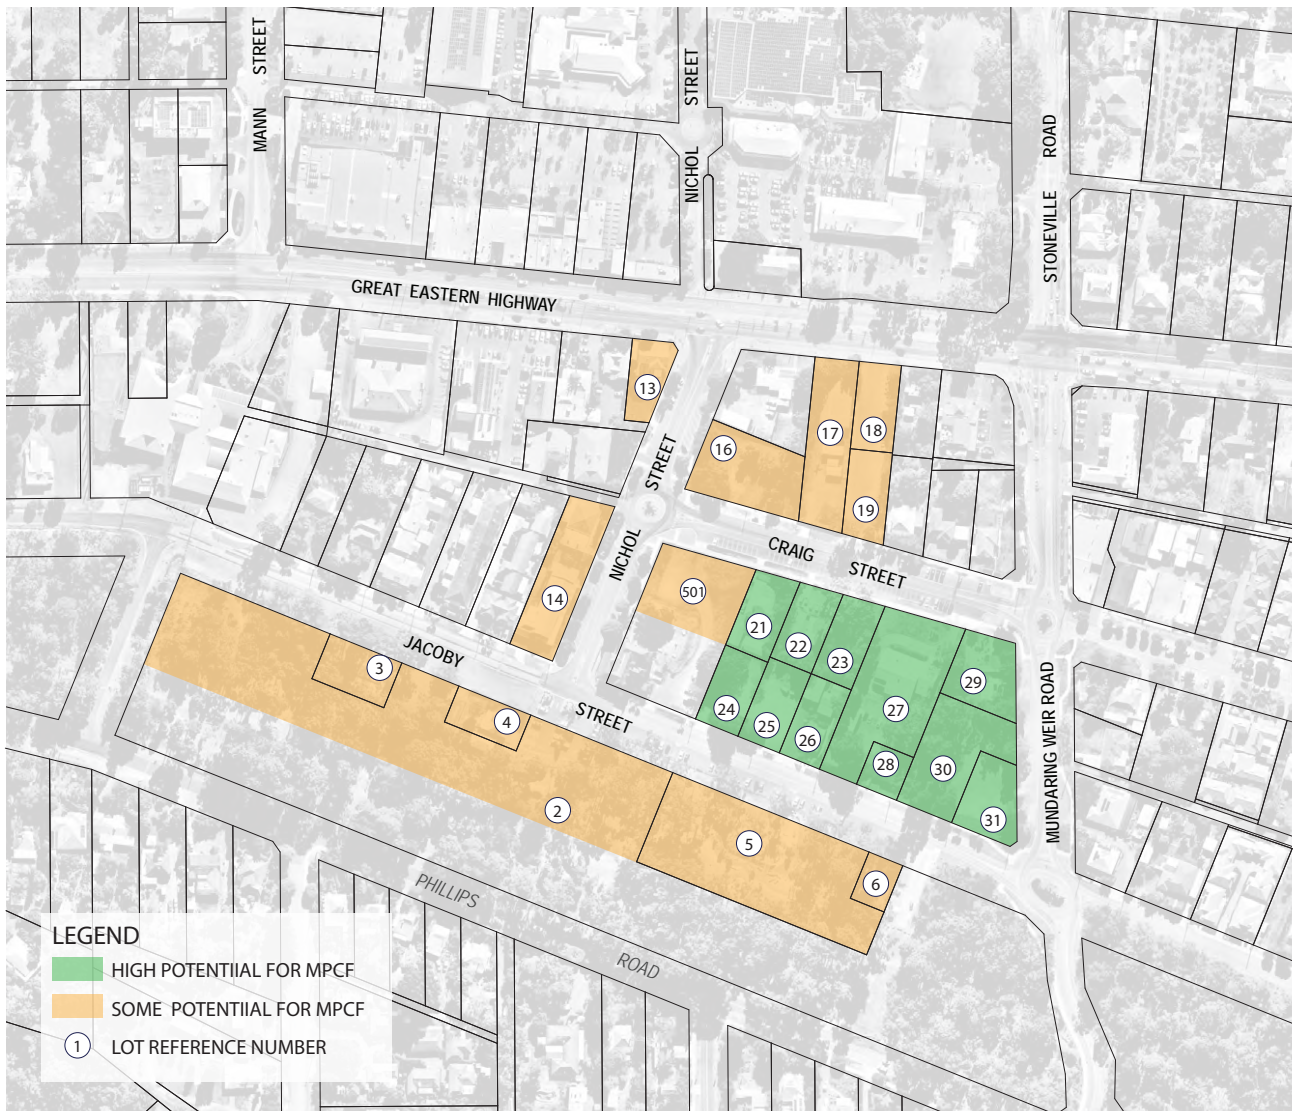 MANN STREET
NICHOL STREET
STONEVILLE ROAD
GREAT EASTERN HIGHWAY
13
16
17
18
19
NICHOL STREET
CRAIG STREET
14
501
21
22
23
24
25
26
27
28
29
30
31
JACOBY STREET
3
4
2
5
6
MUNDARING WEIR ROAD
PHILLIPS ROAD
LEGEND
HIGH POTENTIIAL FOR MPCF
SOME POTENTIIAL FOR MPCF
1 LOT REFERENCE NUMBER